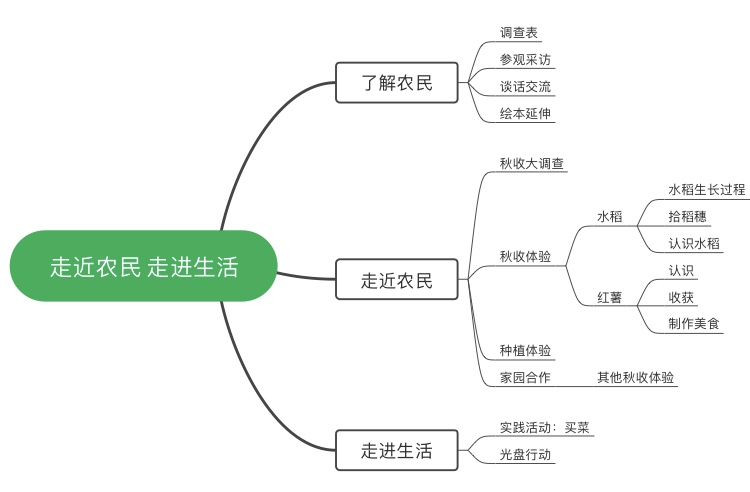 走近农民 走进生活
了解农民
调查表
参观采访
谈话交流
绘本延伸
走近农民
秋收大调查
秋收体验
水稻
水稻生长过程
拾稻穗
认识水稻
红薯
认识
收获
制作美食
种植体验
家园合作
其他秋收体验
走进生活
实践活动：买菜
光盘行动